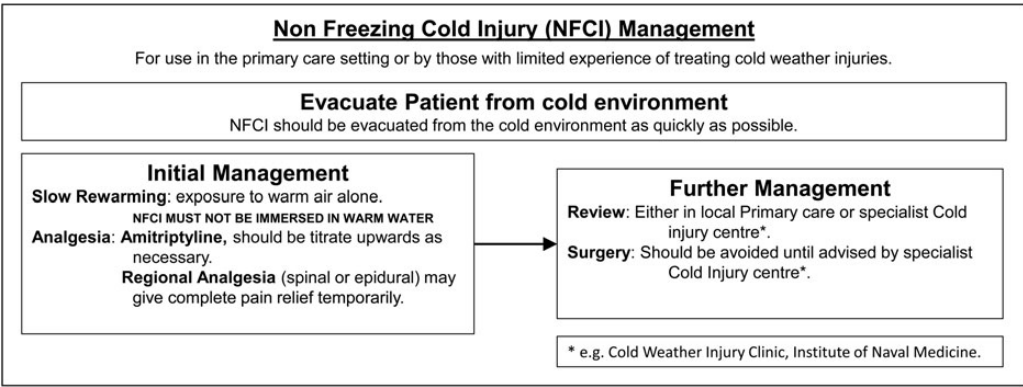 Non Freezing Cold Injury (NFCI) Management
For use in the primary care setting or by those with limited experience of treating cold weather injuries.
Evacuate Patient from cold environment
NFCI should be evacuated from the cold environment as quickly as possible.
Initial Management
Slow Rewarming: exposure to warm air alone.
NFCI MUST NOT BE IMMERSED IN WARM WATER
Analgesia: Amitriptyline, should be titrate upwards as
necessary.
Regional Analgesia (spinal or epidural) may
give complete pain relief temporarily.
Further Management
Review: Either in local Primary care or specialist Cold
injury centre*.
Surgery: Should be avoided until advised by specialist
Cold Injury centre*.
* e.g. Cold Weather Injury Clinic, Institute of Naval Medicine.